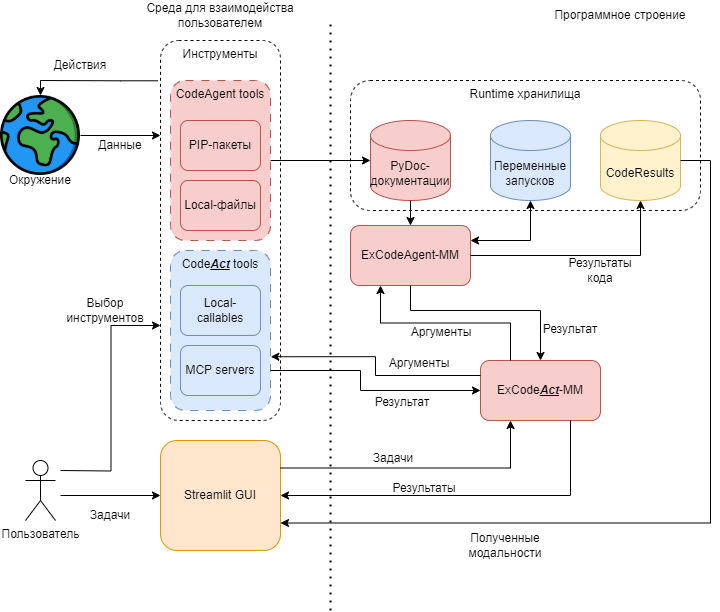 Среда для взаимодействия
пользователем
Программное строение
Инструменты
Действия
CodeAgent tools
Runtime хранилища
PIP-пакеты
Данные
PyDoc-
документации
Переменные
запусков
CodeResults
Окружение
Local-файлы
ExCodeAgent-MM
CodeAct tools
Результаты
кода
Выбор
инструментов
Local-
callables
Аргументы
Результат
MCP servers
Аргументы
Результат
ExCodeAct-MM
Задачи
Streamlit GUI
Результаты
Задачи
Пользователь
Полученные
модальности